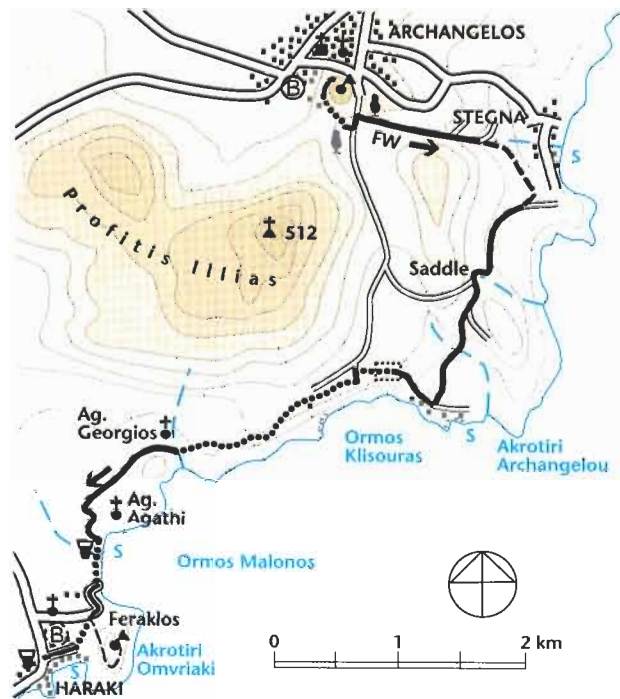 ARCHANGELOS
B
FW
STEGNA
S
Profitis Illias
512
Saddle
Ag.
Georgios
Ormos
Klisouras
S
Akrotiri
Archangelou
Ag.
Agathi
S
Ormos Malonos
Feraklos
B
Akrotiri
Omvriaki
S
HARAKI
0 1 2 km